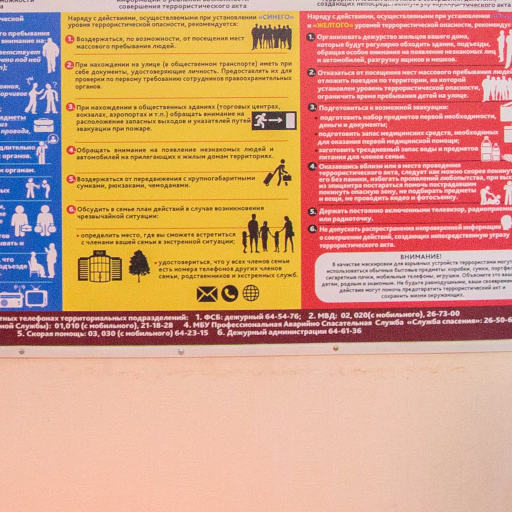 совершения террористического акта
Наряду с действиями, осуществляемыми при установлении «СИНЕГО»
уровня террористической опасности, рекомендуется:
1. Воздержаться, по возможности, от посещения мест
массового пребывания людей.
2. При нахождении на улице (в общественном транспорте) иметь при
себе документы, удостоверяющие личность. Предоставлять их для
проверки по первому требованию сотрудников правоохранительных
органов.
3. При нахождении в общественных зданиях (торговых центрах,
вокзалах, аэропортах и т.п.) обращать внимание на
расположение запасных выходов и указателей путей
эвакуации при пожаре.
4. Обращать внимание на появление незнакомых людей и
автомобилей на прилегающих к жилым домам территориях.
5. Воздержаться от передвижения с крупногабаритными
сумками, рюкзаками, чемоданами.
6. Обсудить в семье план действий в случае возникновения
чрезвычайной ситуации:
• определить место, где вы сможете встретиться
с членами вашей семьи в экстренной ситуации;
• удостовериться, что у всех членов семьи
есть номера телефонов других членов
семьи, родственников и экстренных служб.
Наряду с действиями, осуществляемыми при установлении
и «ЖЕЛТОГО» уровней террористической опасности, рекомендует
1. Организовать дежурство жильцов вашего дома,
которые будут регулярно обходить здания, подъезды,
обращая особое внимание на появление незнакомых лиц
и автомобилей, разгрузку ящиков и мешков.
2. Отказаться от посещения мест массового пребывания людей
отложить поездки по территории, на которой
установлен уровень террористической опасности,
ограничить время пребывания детей на улице.
3. Подготовиться к возможной эвакуации:
• подготовить набор предметов первой необходимости,
деньги и документы;
подготовить запас медицинских средств, необходимых
для оказания первой медицинской помощи;
заготовить трехдневный запас воды и предметов
питания для членов семьи.
4. Оказавшись вблизи или в месте проведения
террористического акта, следует как можно скорее покинуть
его без паники, избегать проявлений любопытства, при выходе
из эпицентра постараться помочь пострадавшим
покинуть опасную зону, не подбирать предметы
и вещи, не проводить видео и фотосъемку.
5. Держать постоянно включенными телевизор, радиоприем
или радиоточку.
6. Не допускать распространения непроверенной информации
о совершении действий, создающих непосредственную угрозу
террористического акта.
ВНИМАНИЕ!
В качестве маскировки для взрывных устройств террористами могут
использоваться обычные бытовые предметы: коробки, сумки, портфели,
сигаретные пачки, мобильные телефоны, игрушки. Объясните это вашим
детям, родным и знакомым. Не будьте равнодушными, ваши своевременные
действия могут помочь предотвратить террористический акт и
сохранить жизни окружающих.
тных телефонах территориальных подразделений: 1. ФСБ: дежурный 64-54-76; 2. МВД: 02, 020(с мобильного), 26-73-00
ной Службы): 01,010 (с мобильного), 21-18-28 4. МБУ Профессиональная Аварийно Спасательная Служба «Служба спасения»: 26-50-6
5. Скорая помощь: 03, 030 (с мобильного) 64-23-15 6. Дежурный администрации 64-61-36